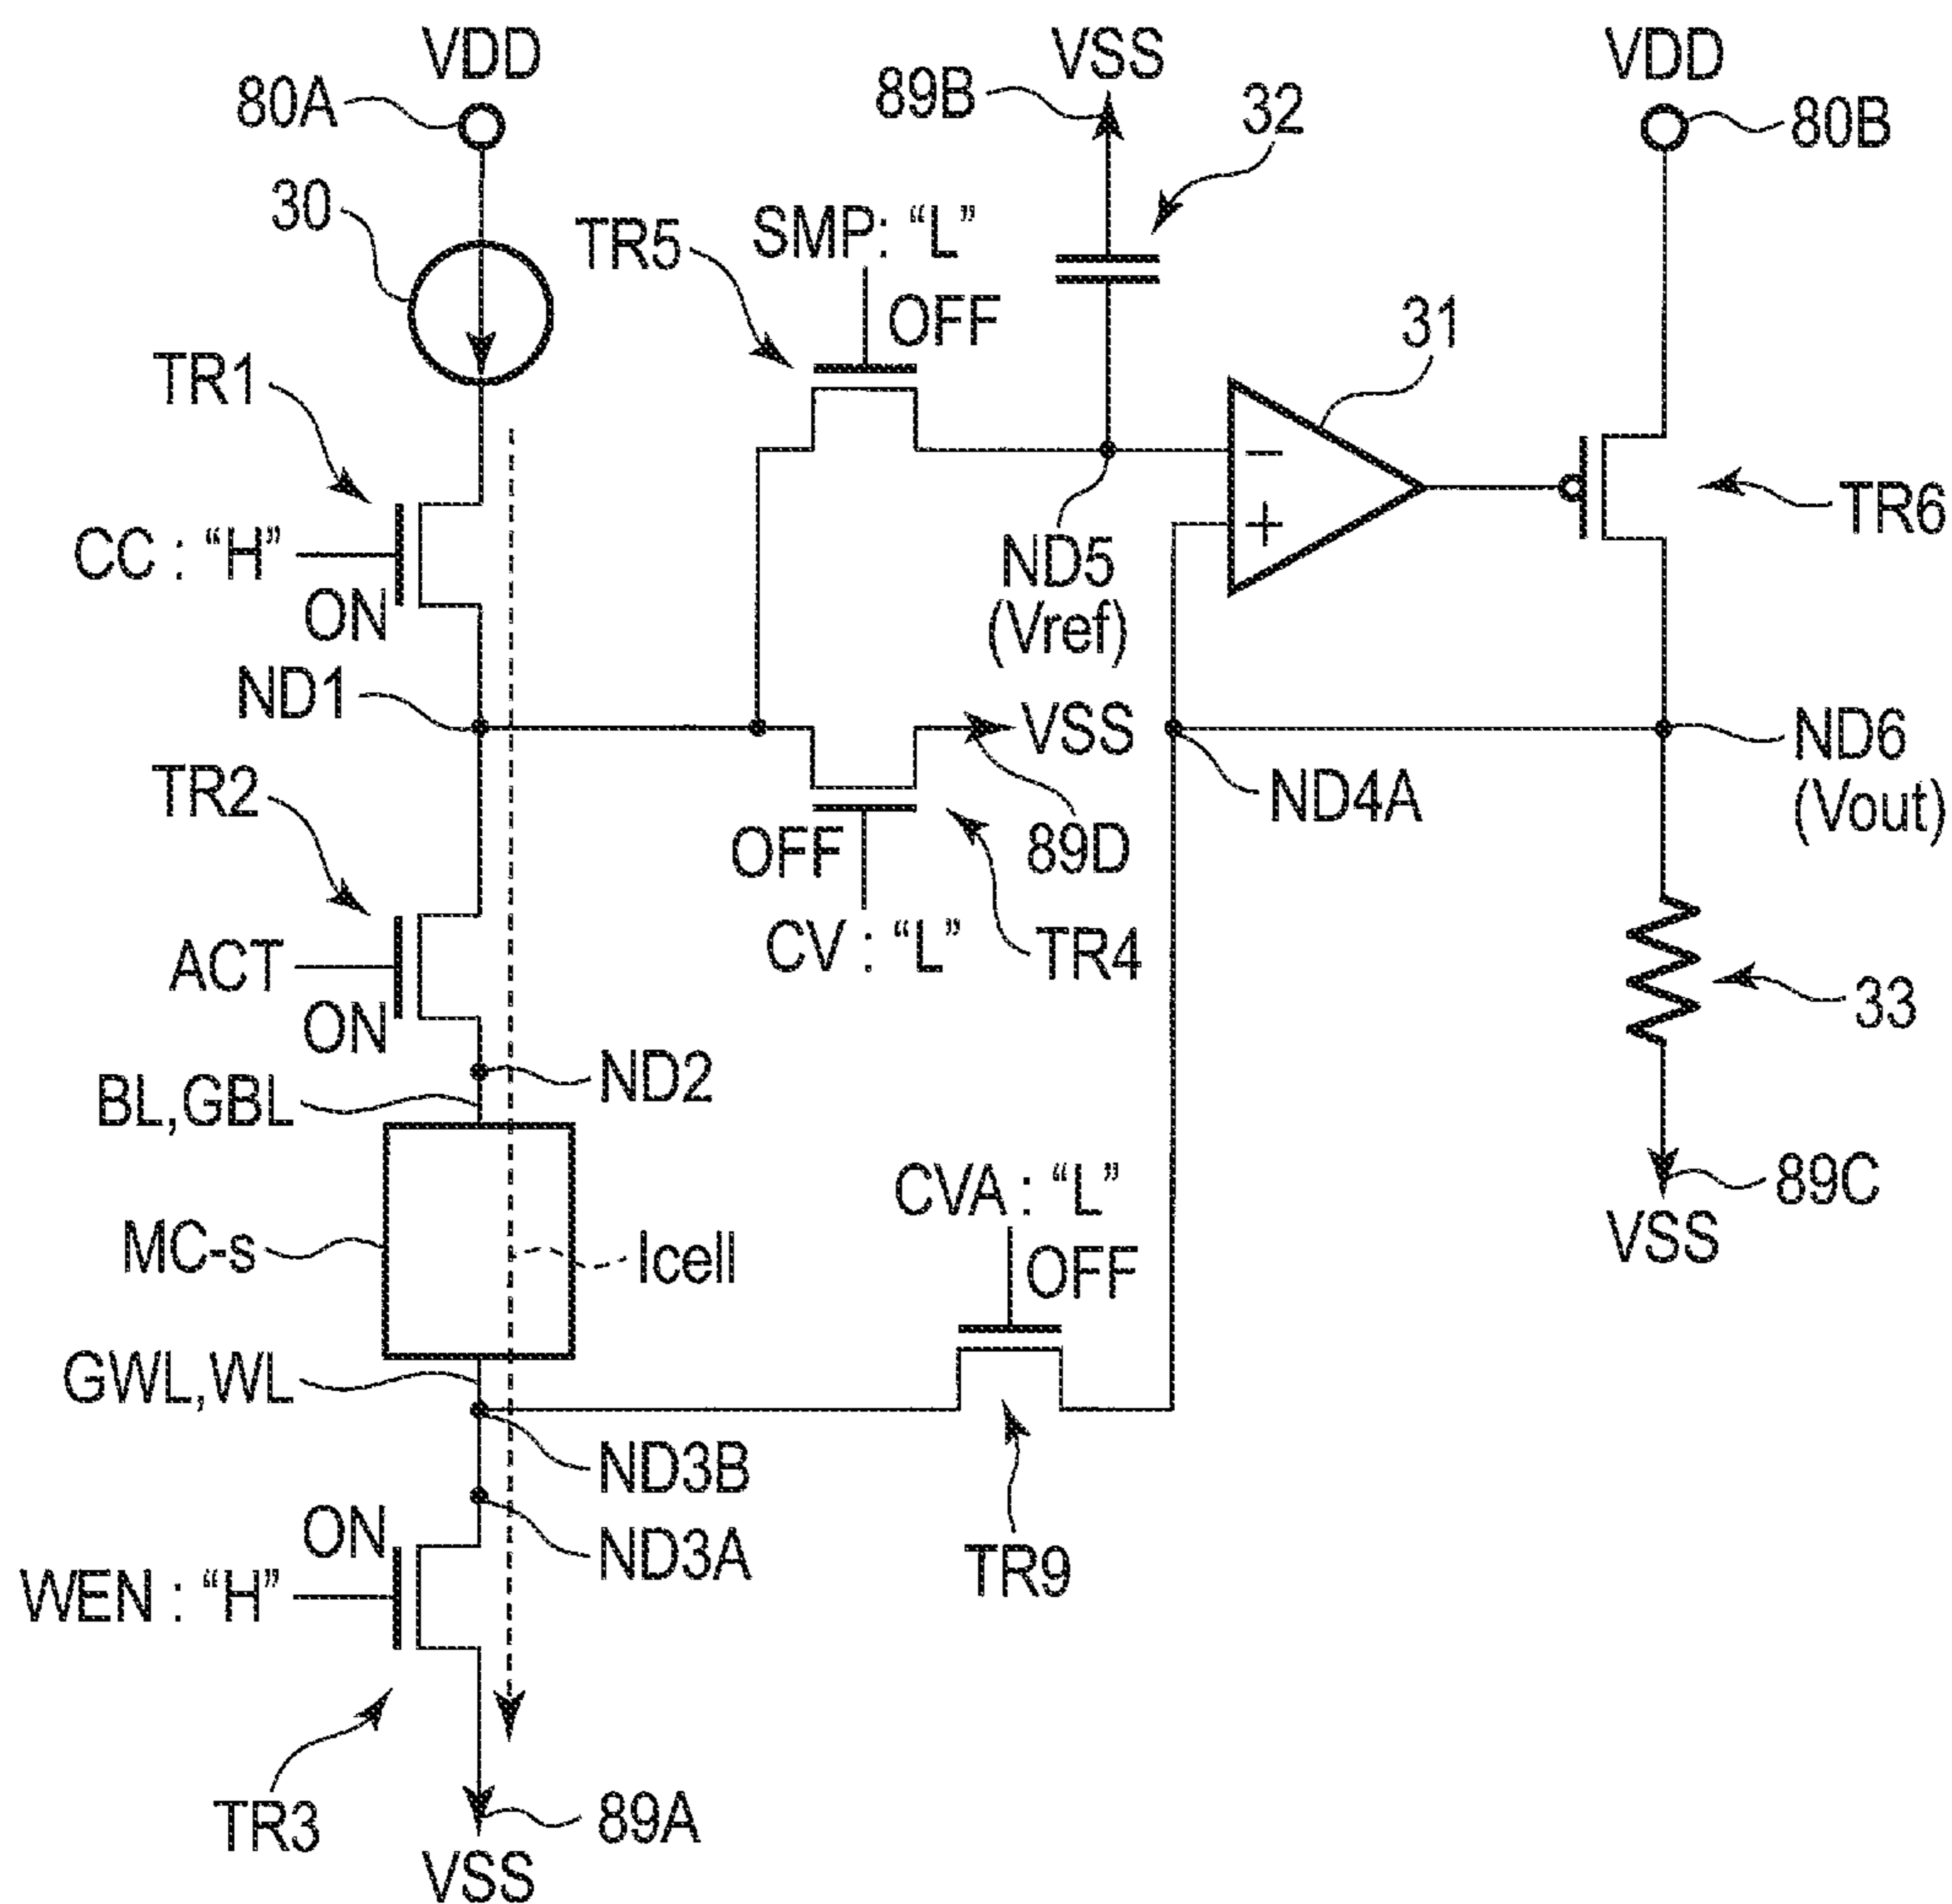 VDD
80A
30
TR1
CC : “H”
ON
ND1
TR2
ACT
ON
ND2
BL,GBL
MC-s
Icell
GWL,WL
ND3B
ND3A
ON
WEN : “H”
TR3
89A
VSS
TR5
SMP: “L”
OFF
VSS
89B
32
31
−
+
ND5
(Vref)
VSS
89D
OFF
CV : “L”
TR4
CVA : “L”
OFF
TR9
ND4A
VDD
80B
TR6
ND6
(Vout)
33
89C
VSS